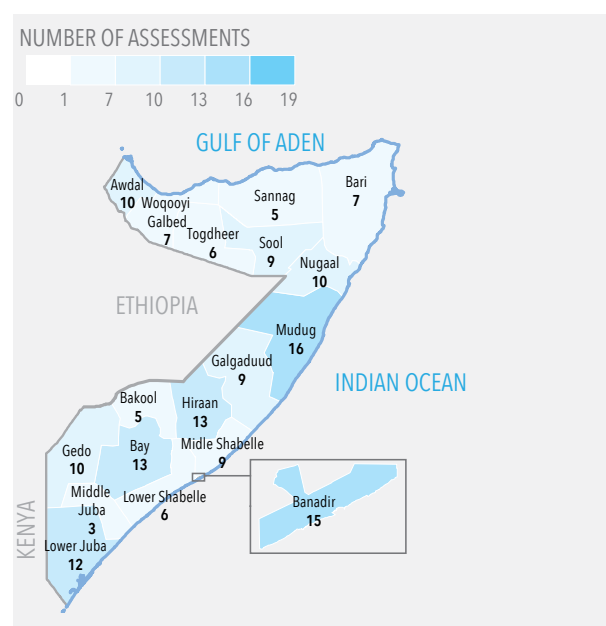 NUMBER OF ASSESSMENTS
0 1 7 10 13 16 19
GULF OF ADEN
Awdal
10
Woqooyi
Galbed
7
Togdheer
6
Sannag
5
Bari
7
Sool
9
Nugaal
10
ETHIOPIA
Mudug
16
Galgaduud
9
INDIAN OCEAN
Bakool
5
Hiraan
13
Gedo
10
Bay
13
Midle Shabelle
9
Middle
Juba
3
Lower Shabelle
6
Banadir
15
KENYA
Lower Juba
12